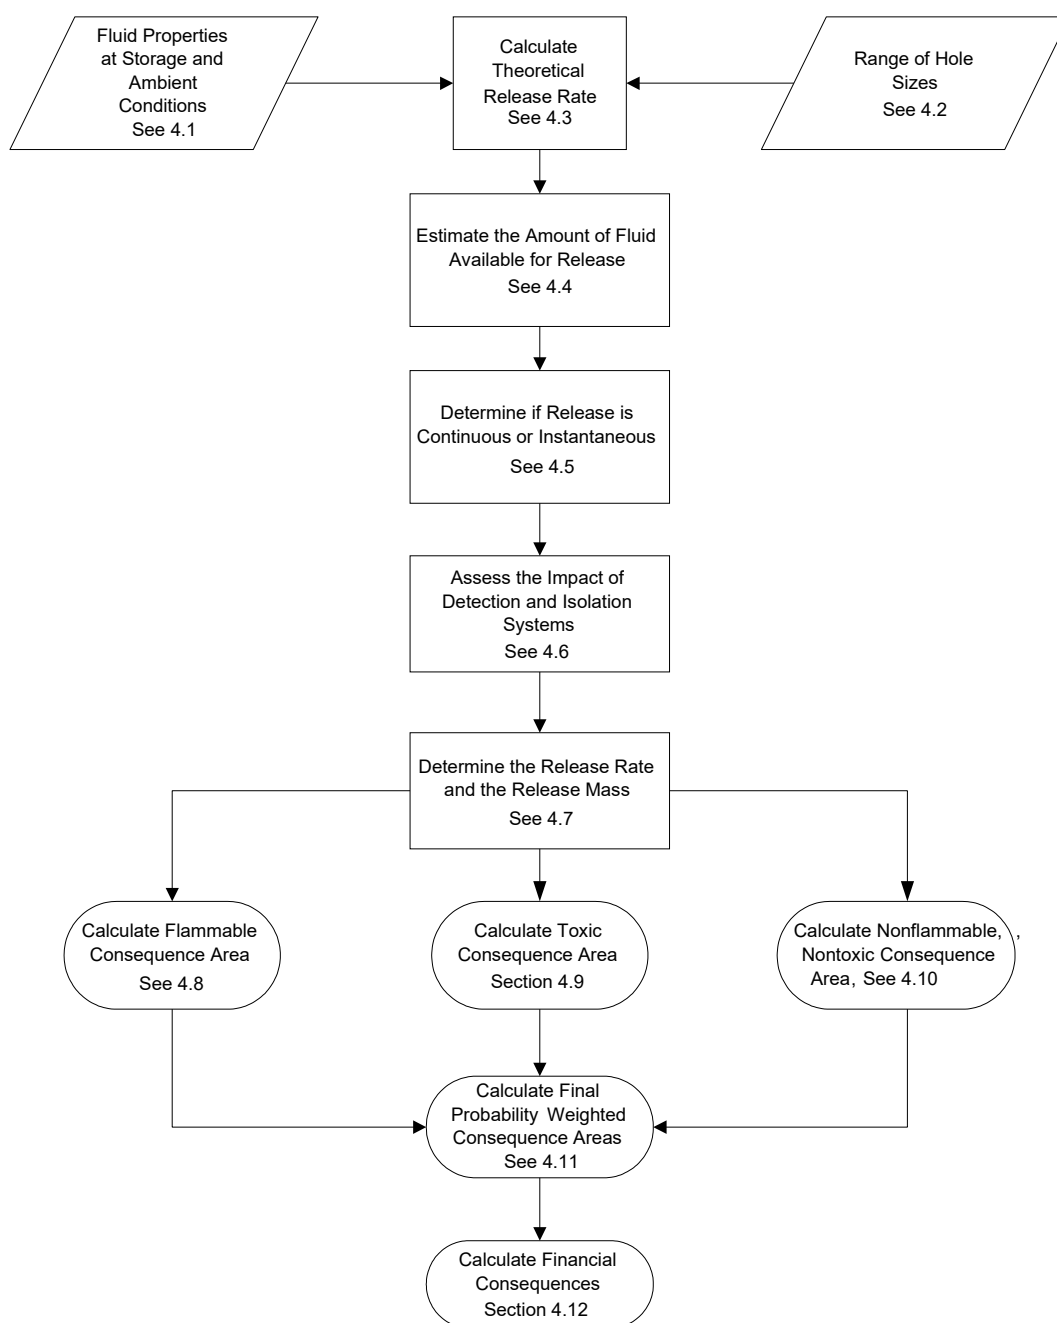 Fluid Properties
at Storage and
Ambient
Conditions
See 4.1
Calculate
Theoretical
Release Rate
See 4.3
Range of Hole
Sizes
See 4.2
Estimate the Amount of Fluid
Available for Release
See 4.4
Determine if Release is
Continuous or Instantaneous
See 4.5
Assess the Impact of
Detection and Isolation
Systems
See 4.6
Determine the Release Rate
and the Release Mass
See 4.7
Calculate Flammable
Consequence Area
See 4.8
Calculate Toxic
Consequence Area
Section 4.9
Calculate Nonflammable, ,
Nontoxic Consequence
Area, See 4.10
Calculate Final
Probability Weighted
Consequence Areas
See 4.11
Calculate Financial
Consequences
Section 4.12